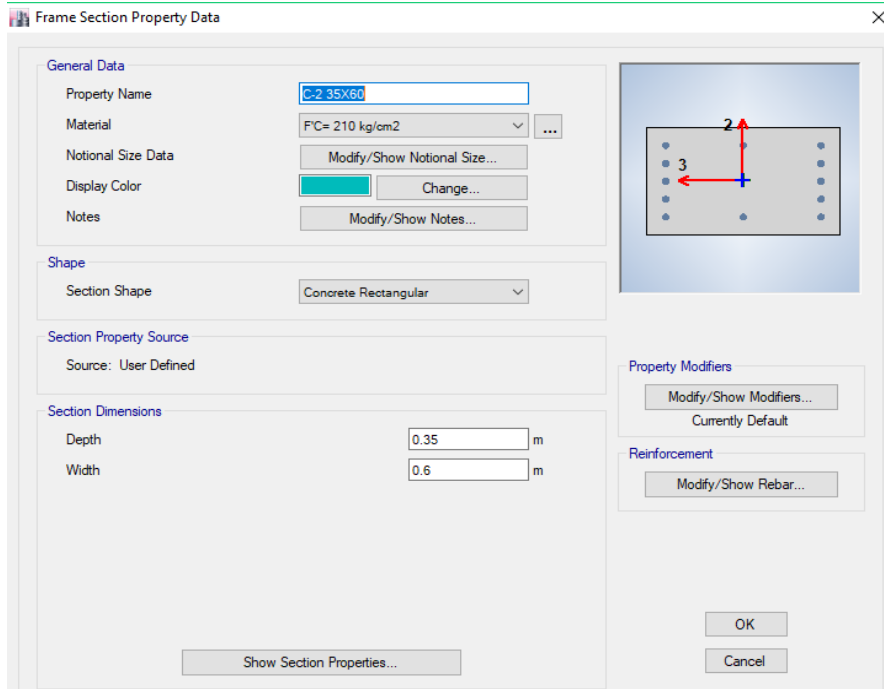 Frame Section Property Data
General Data
Property Name C-2 35X60
Material F'C= 210 kg/cm2 ...
Notional Size Data Modify/Show Notional Size...
Display Color Change...
Notes Modify/Show Notes...
Shape
Section Shape Concrete Rectangular
Section Property Source
Source: User Defined
Section Dimensions
Depth 0.35 m
Width 0.6 m
Show Section Properties...
2
3
Property Modifiers
Modify/Show Modifiers...
Currently Default
Reinforcement
Modify/Show Rebar...
OK
Cancel